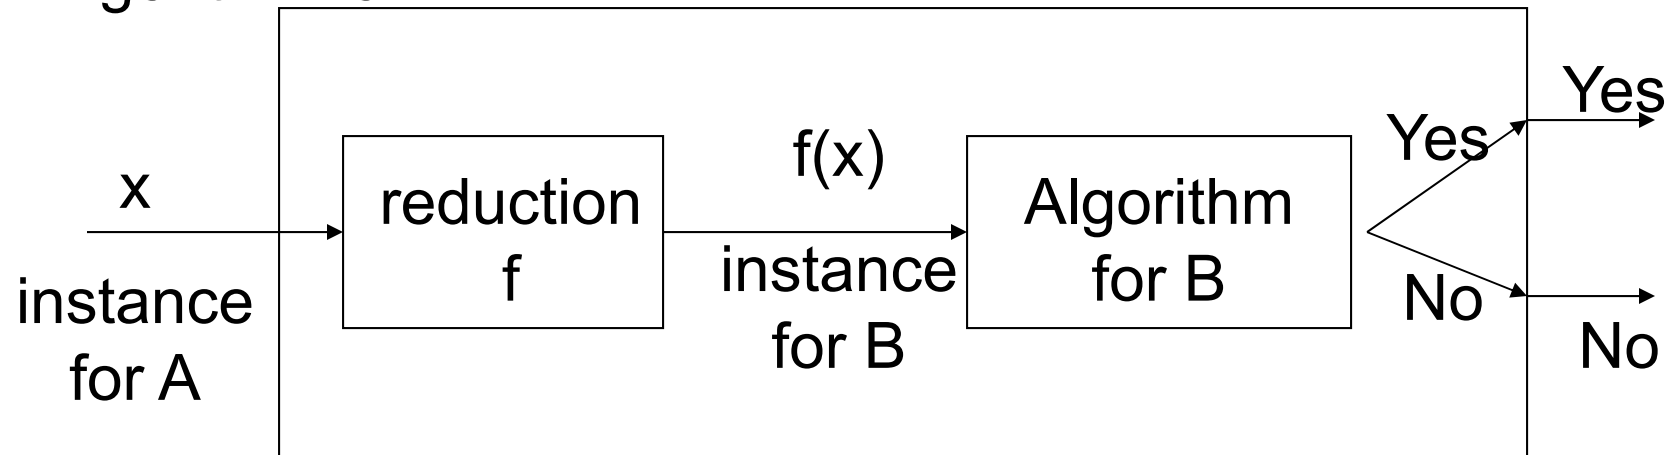 x
instance
for A
reduction
f
f(x)
instance
for B
Algorithm
for B
Yes
No
Yes
No